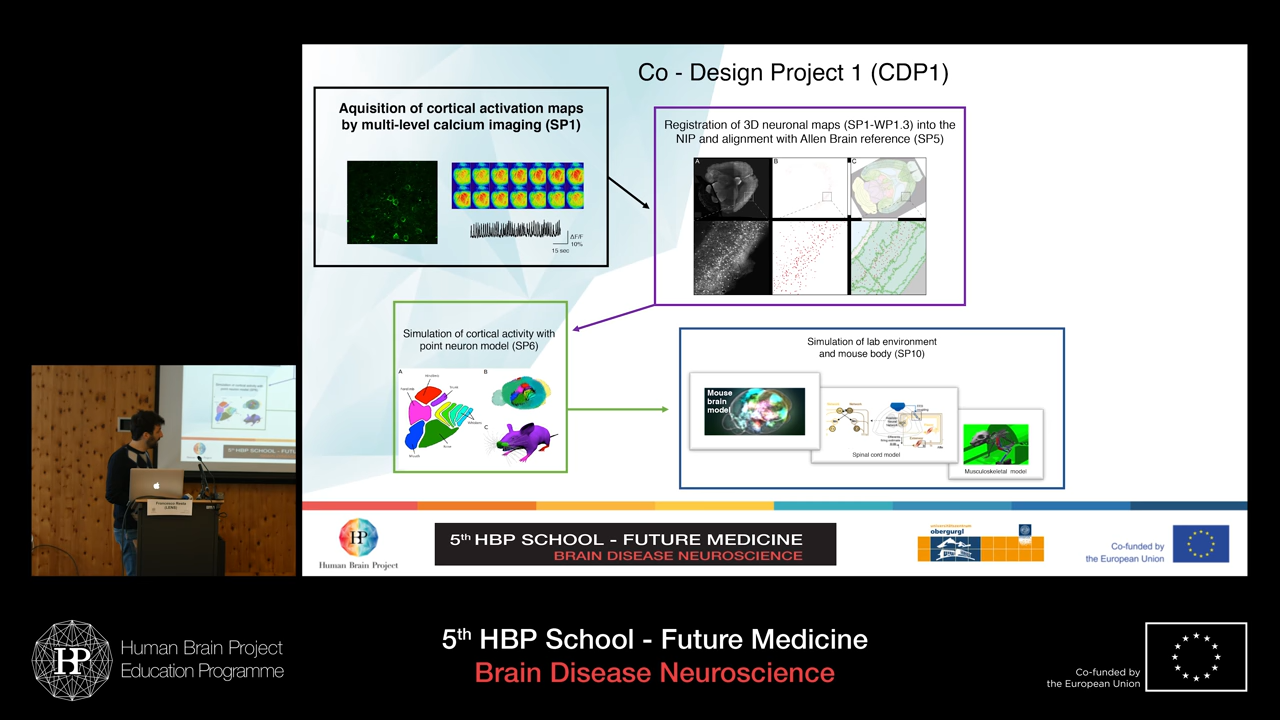 Co - Design Project 1 (CDP1)
Aquisition of cortical activation maps
by multi-level calcium imaging (SP1)
ΔF/F
10%
15 sec
Registration of 3D neuronal maps (SP1-WP1.3) into the
NIP and alignment with Allen Brain reference (SP5)
A
B
C
Simulation of cortical activity with
point neuron model (SP6)
A
B
C
Simulation of lab environment
and mouse body (SP10)
Mouse
brain
model
Spinal cord model
Musculoskeletal model
Human Brain Project
5th HBP SCHOOL - FUTURE MEDICINE
BRAIN DISEASE NEUROSCIENCE
universitätszentrum
obergurgl
Co-funded by
the European Union
Francesco Resta
(LENS)
HP
Human Brain Project
Education Programme
5th HBP School - Future Medicine
Brain Disease Neuroscience
Co-funded by
the European Union